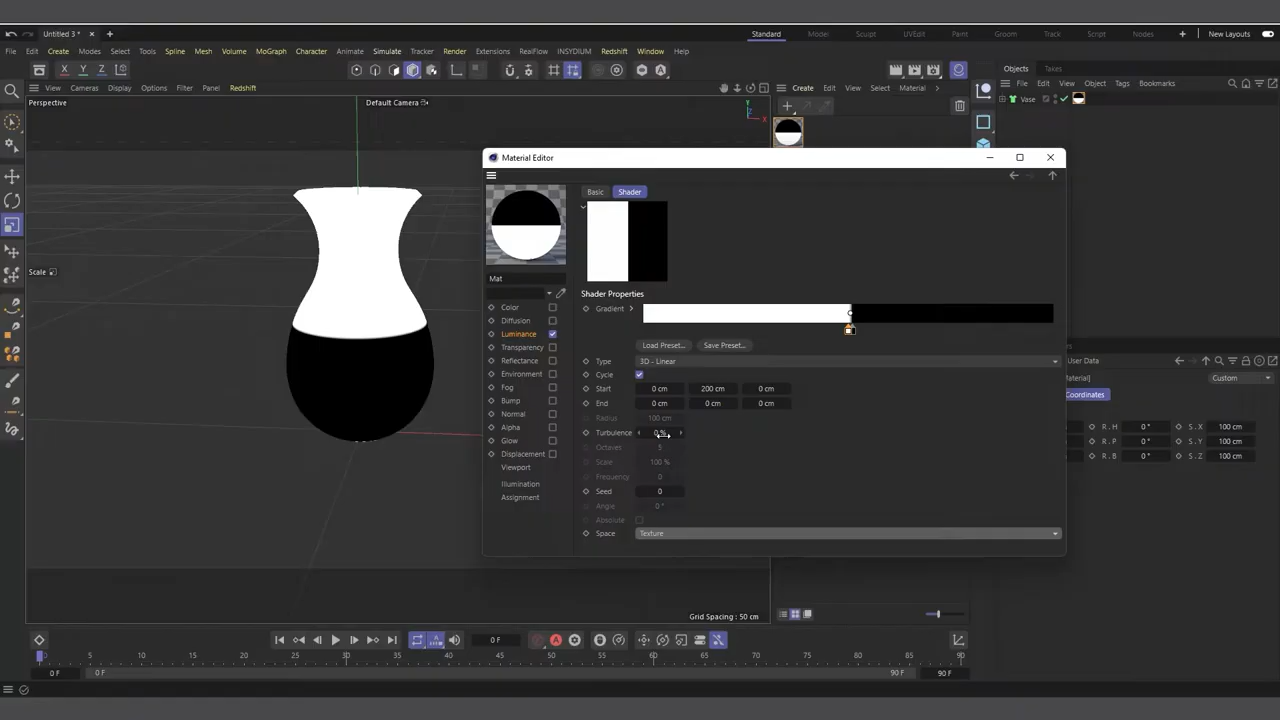 Untitled 3 *
Standard
Model
Sculpt
UVEdit
Paint
Groom
Track
Script
Nodes
New Layouts
File
Edit
Create
Modes
Select
Tools
Spline
Mesh
Volume
MoGraph
Character
Animate
Simulate
Tracker
Render
Extensions
RealFlow
INSYDIUM
Redshift
Window
Help
X
Y
Z
Objects
Takes
View
Cameras
Display
Options
Filter
Panel
Redshift
Create
Edit
View
Select
Material
File
Edit
View
Object
Tags
Bookmarks
Perspective
Default Camera
Y
X
Vase
Scale
Material Editor
Basic
Shader
Mat
Color
Diffusion
Luminance
Transparency
Reflectance
Environment
Fog
Bump
Normal
Alpha
Glow
Displacement
Viewport
Illumination
Assignment
Shader Properties
Gradient
Load Preset...
Save Preset...
Type
3D - Linear
Cycle
Start
0 cm
200 cm
0 cm
End
0 cm
0 cm
0 cm
Radius
100 cm
Turbulence
0 %
Octaves
5
Scale
100 %
Frequency
0
Seed
0
Angle
0 °
Absolute
Space
Texture
User Data
Custom
Coordinates
R . H
0 °
S . X
100 cm
R . P
0 °
S . Y
100 cm
R . B
0 °
S . Z
100 cm
Grid Spacing : 50 cm
0 F
0
5
10
15
20
25
30
35
40
45
50
55
60
65
70
75
80
85
90
0 F
0 F
90 F
90 F